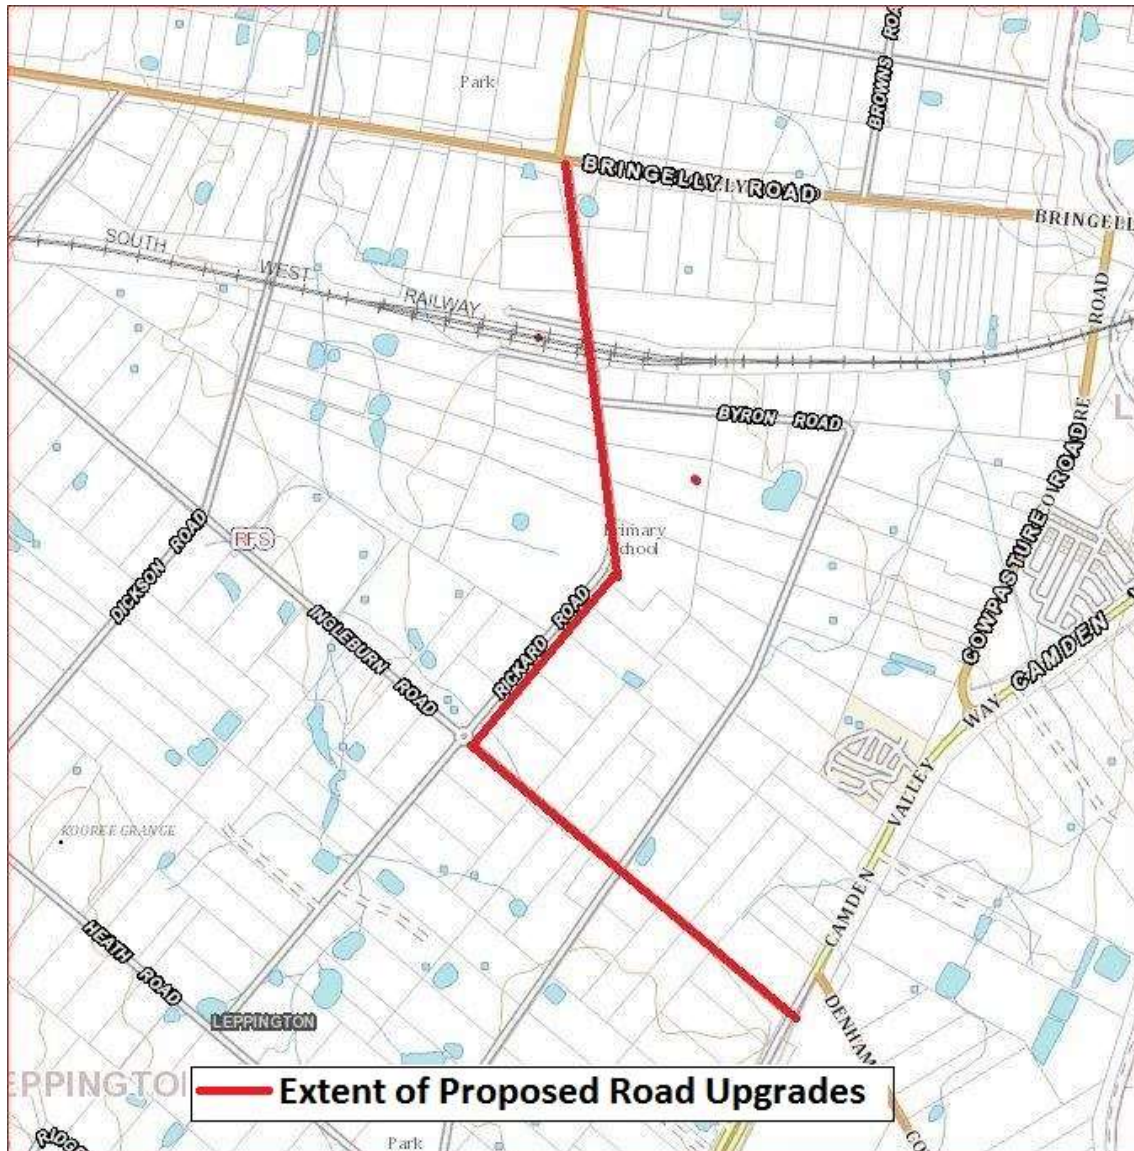 Park
BROWNS ROA
BRINGELLY ROAD
BRINGELL
SOUTH WEST RAILWAY
ROAD
BYRON ROAD
COWPASTURE ROAD
RFS
Primary
School
DICKSON ROAD
INGLEBURN ROAD
RICKARD ROAD
CAMDEN
CAMDEN VALLEY WAY
KOOREE GRANGE
HEATH ROAD
LEPPINGTON
DENHAM
CO
EPPINGTO
Extent of Proposed Road Upgrades
Park